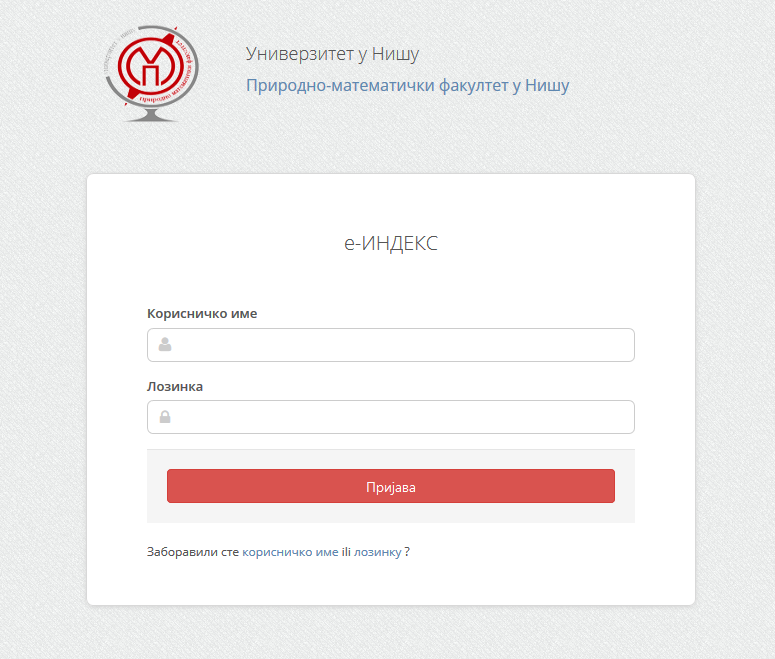 Универзитет у Нишу
Природно-математички факултет у Нишу
е-ИНДЕКС
Корисничко име
Лозинка
Пријава
Заборавили сте корисничко име ili лозинку ?